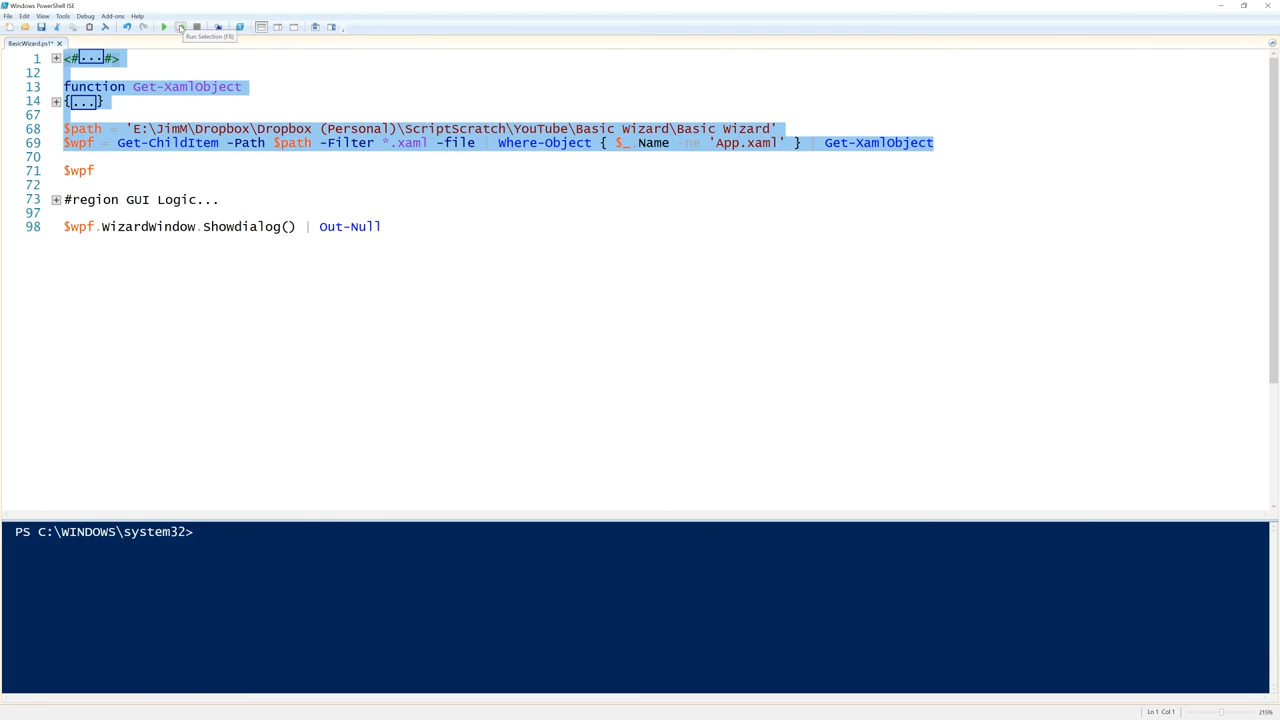 Windows PowerShell ISE
File Edit View Tools Debug Add-ons Help
Run Selection (F8)
BasicWizard.ps1*
1 <#...#>
12
13 function Get-XamlObject
14 {...}
67
68 $path = 'E:\JimM\Dropbox\Dropbox (Personal)\ScriptScratch\YouTube\Basic Wizard\Basic Wizard'
69 $wpf = Get-ChildItem -Path $path -Filter *.xaml -file | Where-Object { $_.Name -ne 'App.xaml' } | Get-XamlObject
70
71 $wpf
72
73 #region GUI Logic...
97
98 $wpf.WizardWindow.Showdialog() | Out-Null
PS C:\WINDOWS\system32>
Ln 1 Col 1 215%